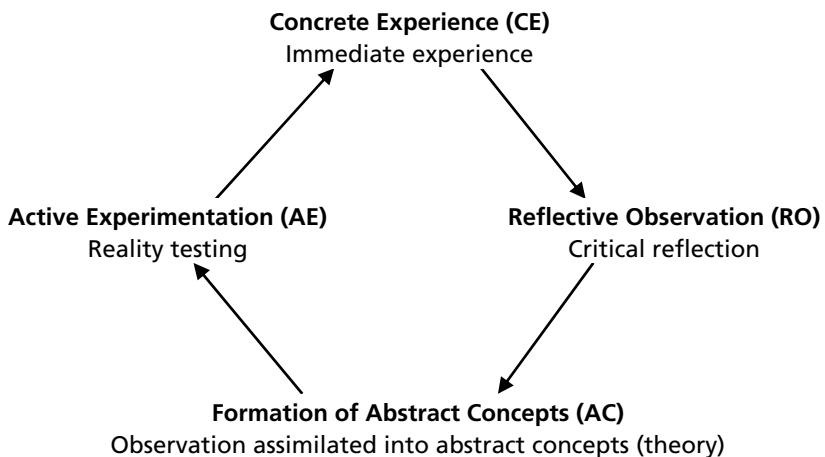 Concrete Experience (CE)
Immediate experience
Active Experimentation (AE)
Reality testing
Reflective Observation (RO)
Critical reflection
Formation of Abstract Concepts (AC)
Observation assimilated into abstract concepts (theory)